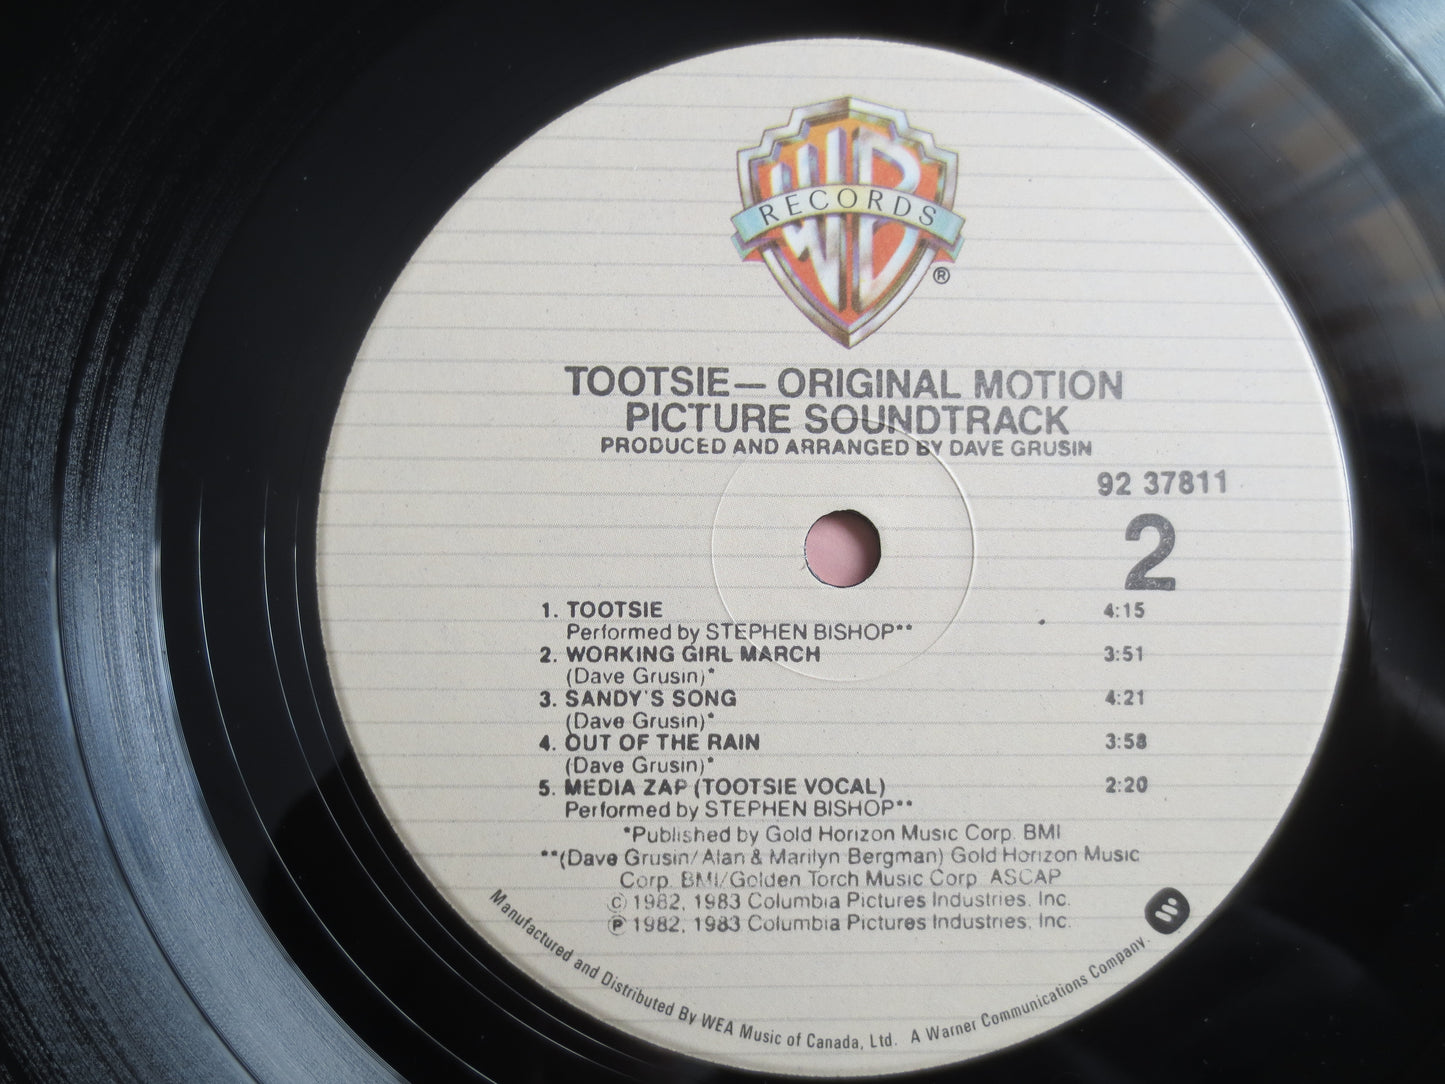 WB
RECORDS
®
TOOTSIE— ORIGINAL MOTION
PICTURE SOUNDTRACK
PRODUCED AND ARRANGED BY DAVE GRUSIN
92 37811
2
1. TOOTSIE 4:15
Performed by STEPHEN BISHOP**
2. WORKING GIRL MARCH 3:51
(Dave Grusin)*
3. SANDY'S SONG 4:21
(Dave Grusin)*
4. OUT OF THE RAIN 3:58
(Dave Grusin)*
5. MEDIA ZAP (TOOTSIE VOCAL) 2:20
Performed by STEPHEN BISHOP**
*Published by Gold Horizon Music Corp. BMI
**(Dave Grusin/Alan & Marilyn Bergman) Gold Horizon Music
Corp. BMI/Golden Torch Music Corp. ASCAP
© 1982, 1983 Columbia Pictures Industries, Inc.
℗ 1982, 1983 Columbia Pictures Industries, Inc.
Manufactured and Distributed By WEA Music of Canada, Ltd. A Warner Communications Company.